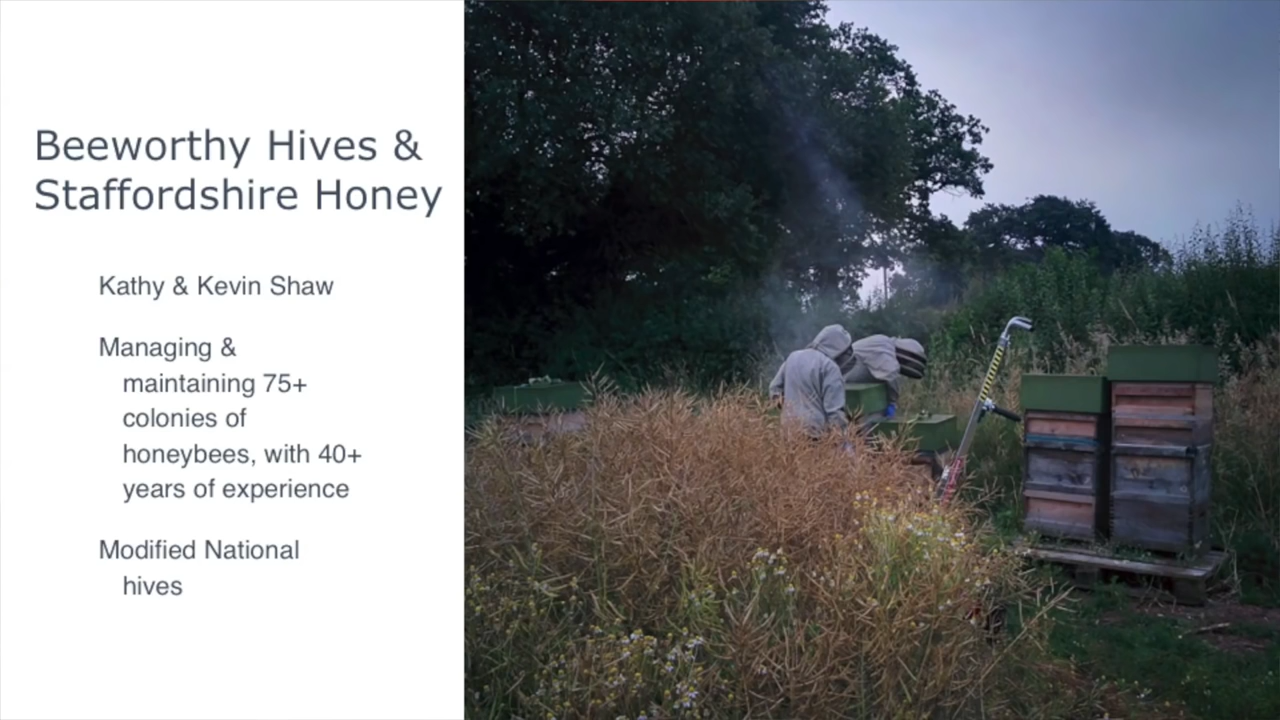 Beeworthy Hives &
Staffordshire Honey
Kathy & Kevin Shaw
Managing &
maintaining 75+
colonies of
honeybees, with 40+
years of experience
Modified National
hives